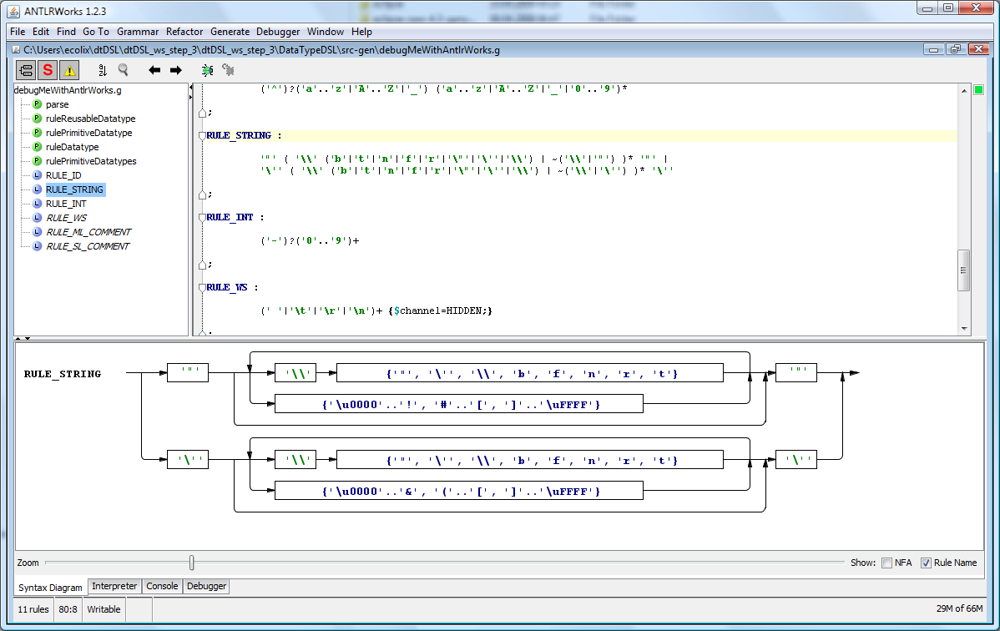 ANTLRWorks 1.2.3
File Edit Find Go To Grammar Refactor Generate Debugger Window Help
C:\Users\ecolix\dtDSL\dtDSL_ws_step_3\dtDSL_ws_step_3\DataTypeDSL\src-gen\debugMeWithAntlrWorks.g
debugMeWithAntlrWorks.g
P parse
P ruleReusableDatatype
P rulePrimitiveDatatype
P ruleDatatype
P rulePrimitiveDatatypes
L RULE_ID
L RULE_STRING
L RULE_INT
L RULE_WS
L RULE_ML_COMMENT
L RULE_SL_COMMENT
('^')?('a'..'z'|'A'..'Z'|'_') ('a'..'z'|'A'..'Z'|'_'|'0'..'9')*
;
RULE_STRING :
'"' ( '\\' ('b'|'t'|'n'|'f'|'r'|'\"'|'\''|'\\') | ~('\\'|'"') )* '"' |
'\'' ( '\\' ('b'|'t'|'n'|'f'|'r'|'\"'|'\''|'\\') | ~('\\'|'\'') )* '\''
;
RULE_INT :
('-')?('0'..'9')+
;
RULE_WS :
(' '|'\t'|'\r'|'\n')+ {$channel=HIDDEN;}
RULE_STRING
'"' '\\' {'"', '\'', '\\', 'b', 'f', 'n', 'r', 't'} '"'
{'\u0000'..'!', '#'..'[', ']'..'\uFFFF'}
'\'' '\\' {'"', '\'', '\\', 'b', 'f', 'n', 'r', 't'} '\''
{'\u0000'..'&', '('..'[', ']'..'\uFFFF'}
Zoom Show: NFA Rule Name
Syntax Diagram Interpreter Console Debugger
11 rules 80:8 Writable 29M of 66M